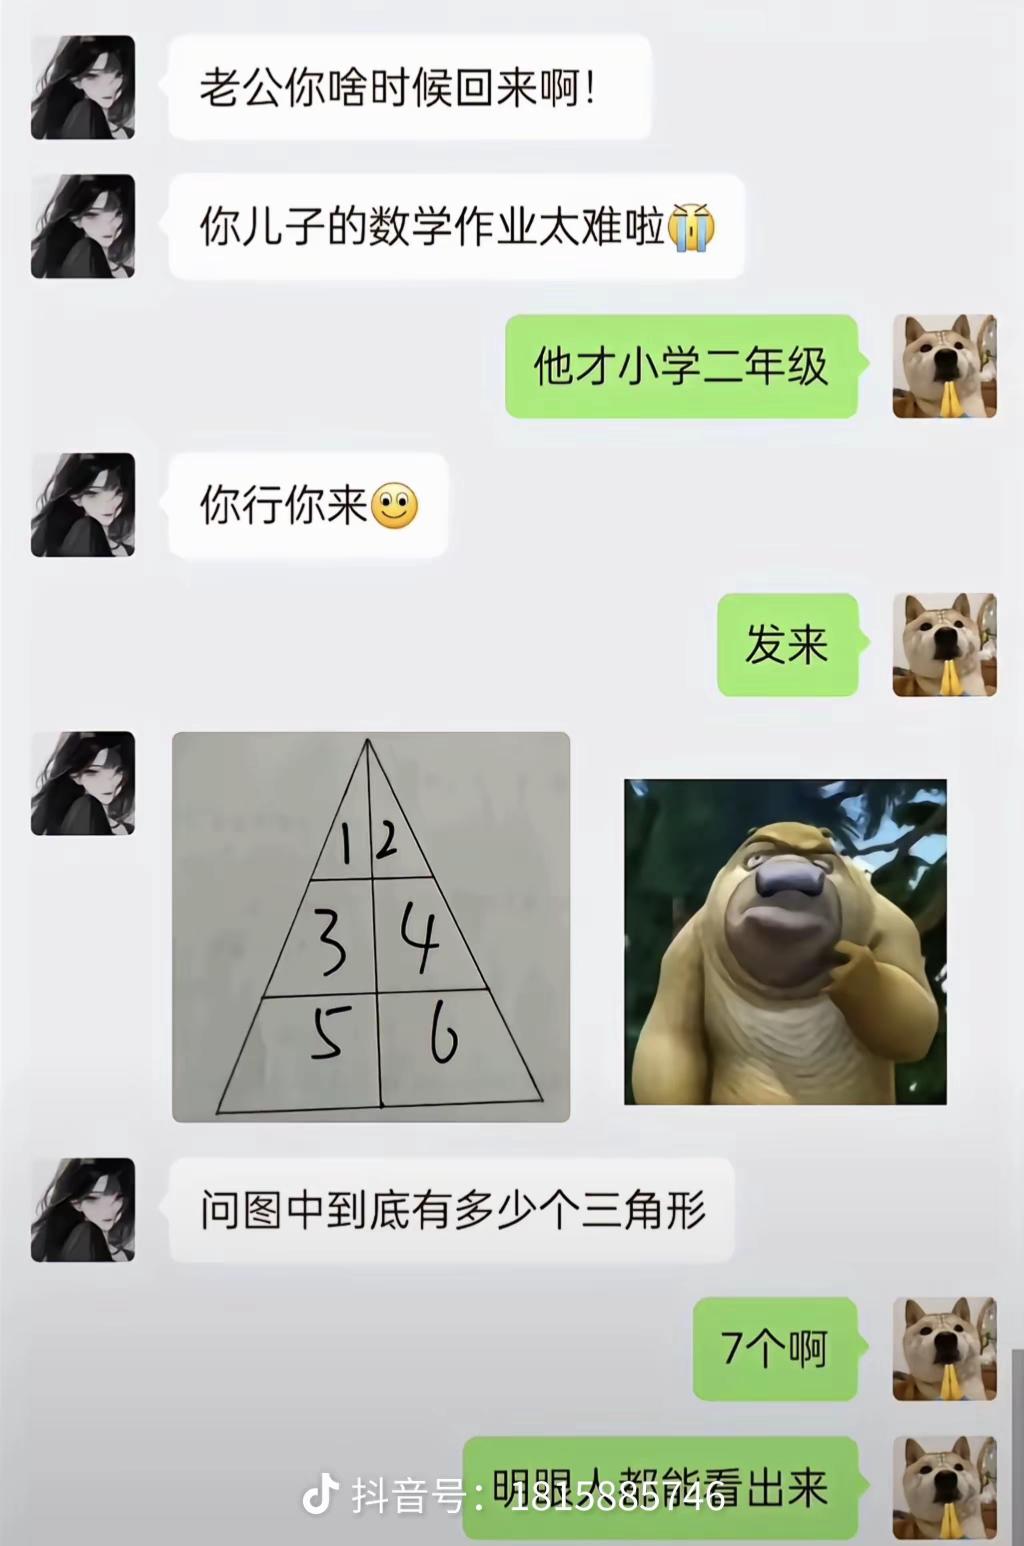 老公你啥时候回来啊!
你儿子的数学作业太难啦
他才小学二年级
你行你来
发来
1 2
3 4
5 6
问图中到底有多少个三角形
7个啊
明眼人都能看出来
抖音号: 1815885746